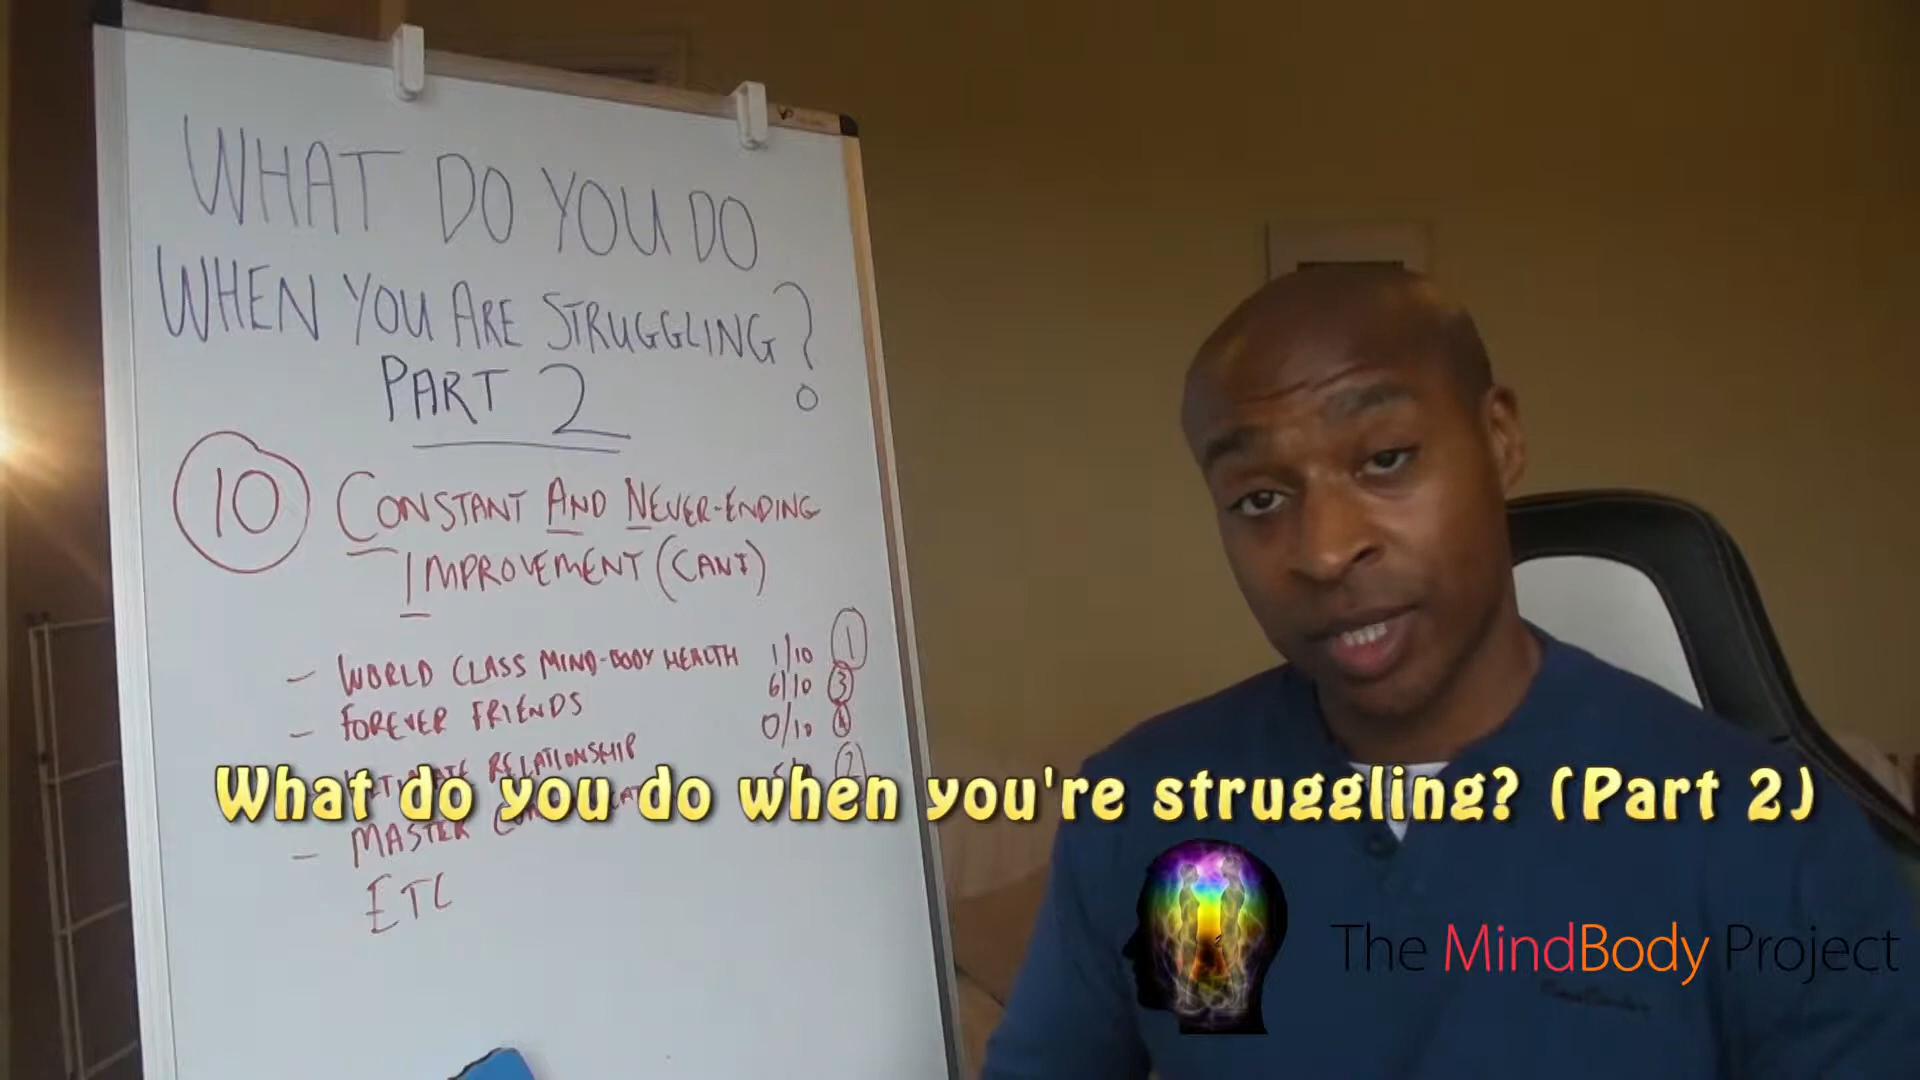 WHAT DO YOU DO
WHEN YOU ARE STRUGGLING?
PART 2
10 CONSTANT AND NEVER-ENDING
IMPROVEMENT (CANI)
- WORLD CLASS MIND-BODY HEALTH 1/10 1
- FOREVER FRIENDS 6/10 3
RELATIONSHIP 0/10
- MASTER
ETC
What do you do when you're struggling? (Part 2)
The MindBody Project